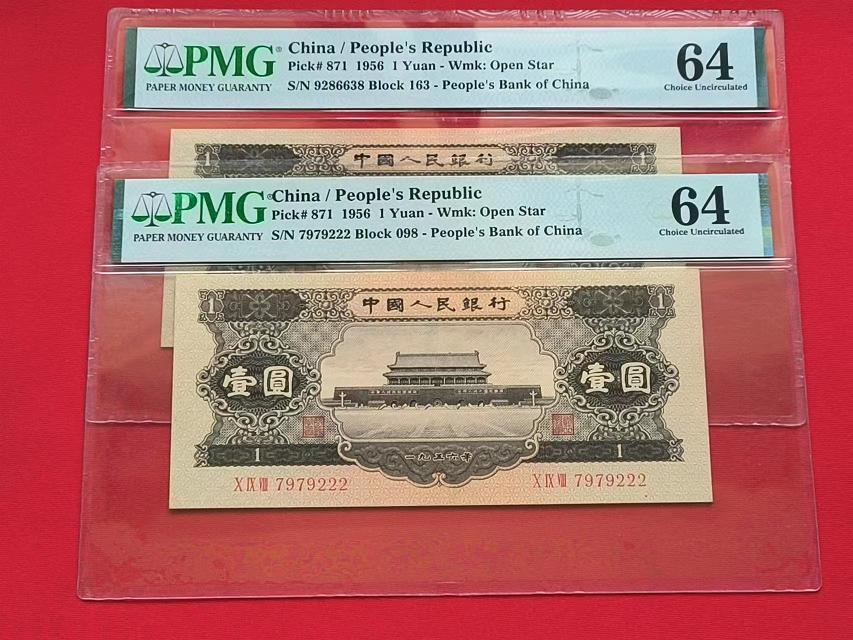 PMG®
PAPER MONEY GUARANTY
China / People's Republic
Pick# 871 1956 1 Yuan - Wmk: Open Star
S/N 9286638 Block 163 - People's Bank of China
64
Choice Uncirculated
1 中國人民銀行 1
PMG®
PAPER MONEY GUARANTY
China / People's Republic
Pick# 871 1956 1 Yuan - Wmk: Open Star
S/N 7979222 Block 098 - People's Bank of China
64
Choice Uncirculated
1 中國人民銀行 1
壹圓 壹圓
1 一九五六年 1
X Ⅸ Ⅷ 7979222 X Ⅸ Ⅷ 7979222